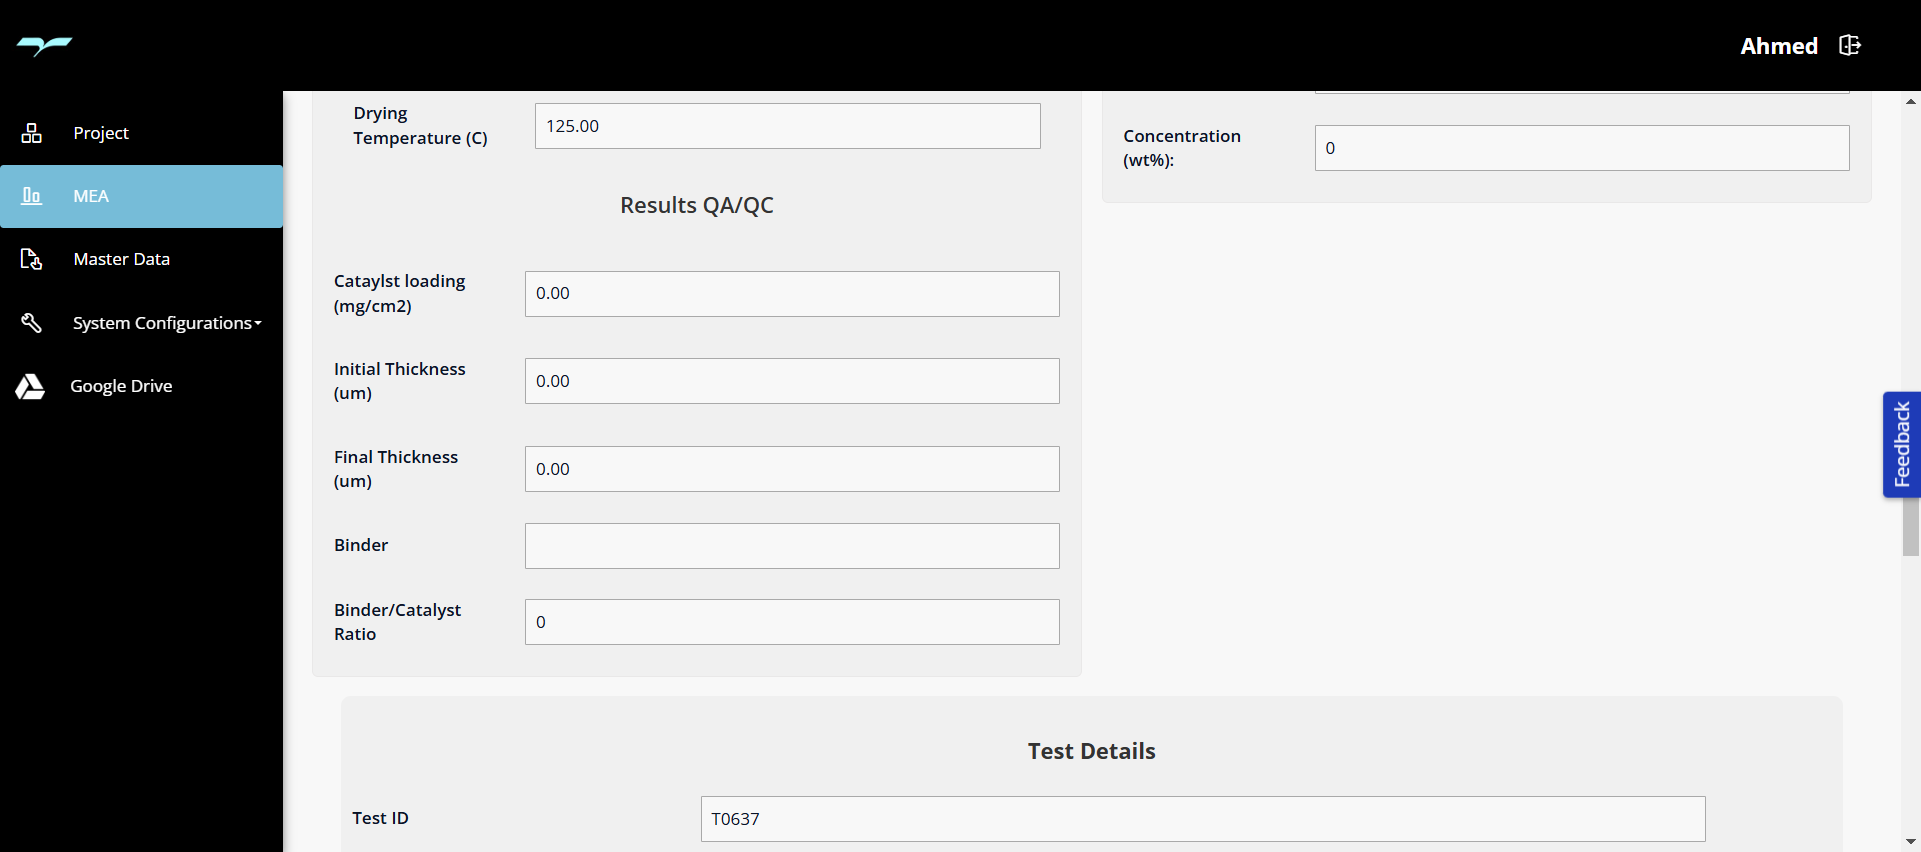 Ahmed
Project
MEA
Master Data
System Configurations
Google Drive
Drying
Temperature (C)
125.00
Results QA/QC
Cataylst loading
(mg/cm2)
0.00
Initial Thickness
(um)
0.00
Final Thickness
(um)
0.00
Binder
Binder/Catalyst
Ratio
0
Concentration
(wt%):
0
Feedback
Test Details
Test ID
T0637